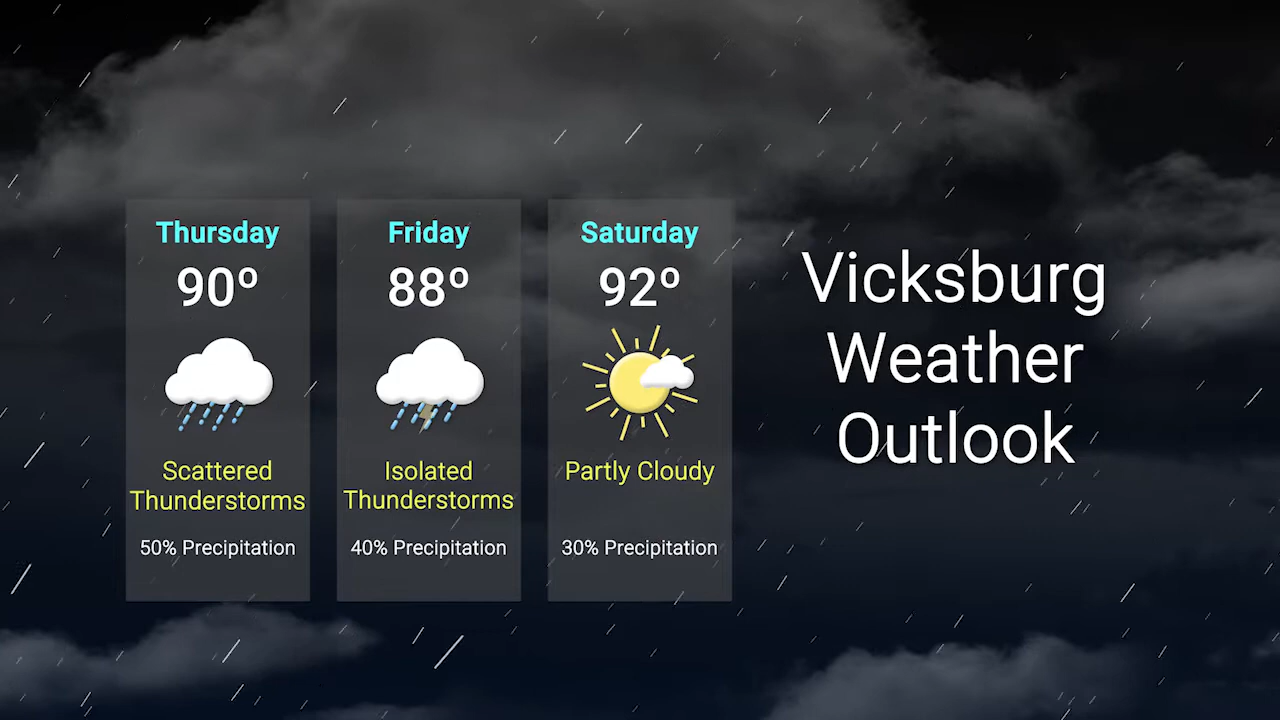 Thursday
90º
Scattered
Thunderstorms
50% Precipitation
Friday
88º
Isolated
Thunderstorms
40% Precipitation
Saturday
92º
Partly Cloudy
30% Precipitation
Vicksburg
Weather
Outlook